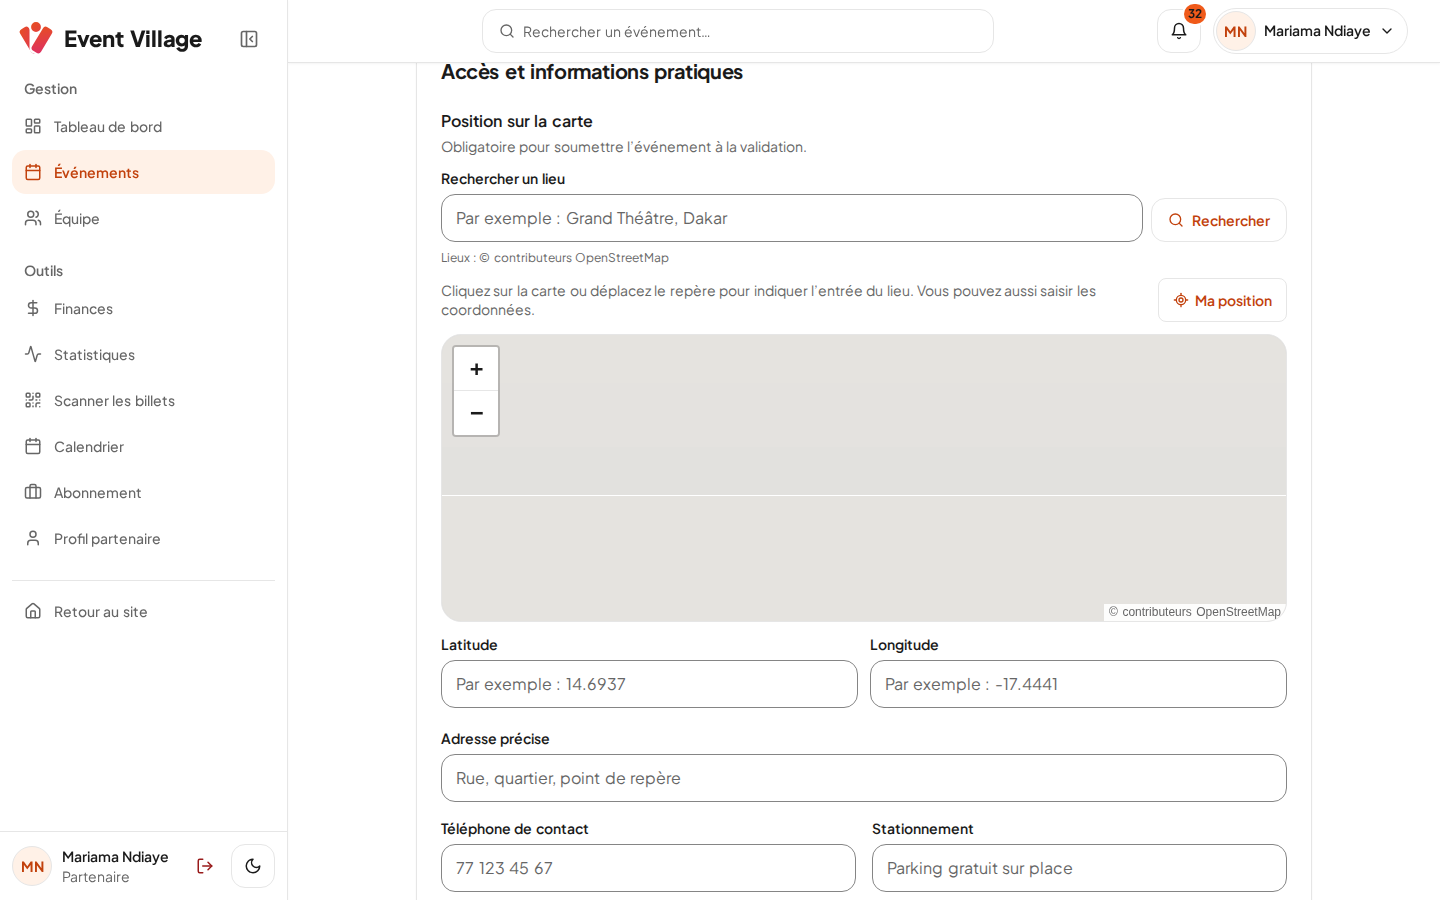 Event Village
Rechercher un événement…
32
MN
Mariama Ndiaye
Gestion
Tableau de bord
Événements
Équipe
Outils
Finances
Statistiques
Scanner les billets
Calendrier
Abonnement
Profil partenaire
Retour au site
MN
Mariama Ndiaye
Partenaire
Accès et informations pratiques
Position sur la carte
Obligatoire pour soumettre l’événement à la validation.
Rechercher un lieu
Par exemple : Grand Théâtre, Dakar
Rechercher
Lieux : © contributeurs OpenStreetMap
Cliquez sur la carte ou déplacez le repère pour indiquer l’entrée du lieu. Vous pouvez aussi saisir les
coordonnées.
Ma position
+
−
© contributeurs OpenStreetMap
Latitude
Longitude
Par exemple : 14.6937
Par exemple : -17.4441
Adresse précise
Rue, quartier, point de repère
Téléphone de contact
Stationnement
77 123 45 67
Parking gratuit sur place